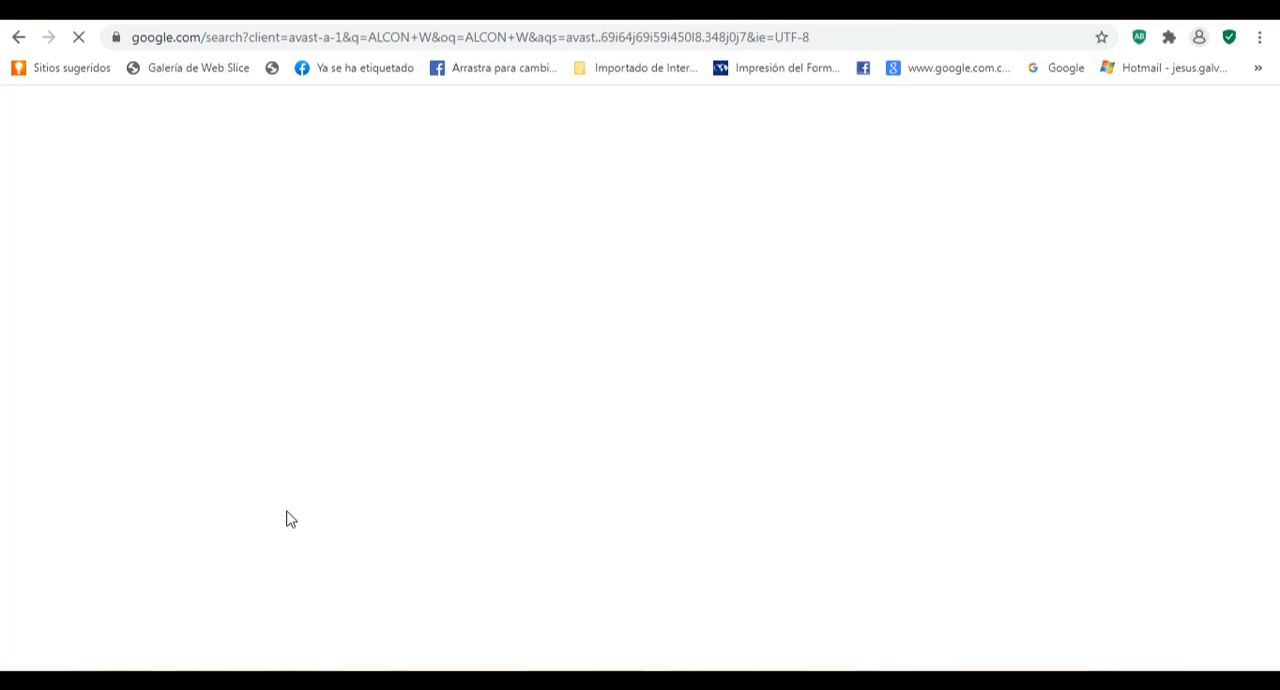 google.com/search?client=avast-a-1&q=ALCON+W&oq=ALCON+W&aqs=avast..69i64j69i59i450l8.348j0j7&ie=UTF-8
Sitios sugeridos Galería de Web Slice Ya se ha etiquetado Arrastra para cambi... Importado de Inter... Impresión del Form... www.google.com.c... Google Hotmail - jesus.galv... »